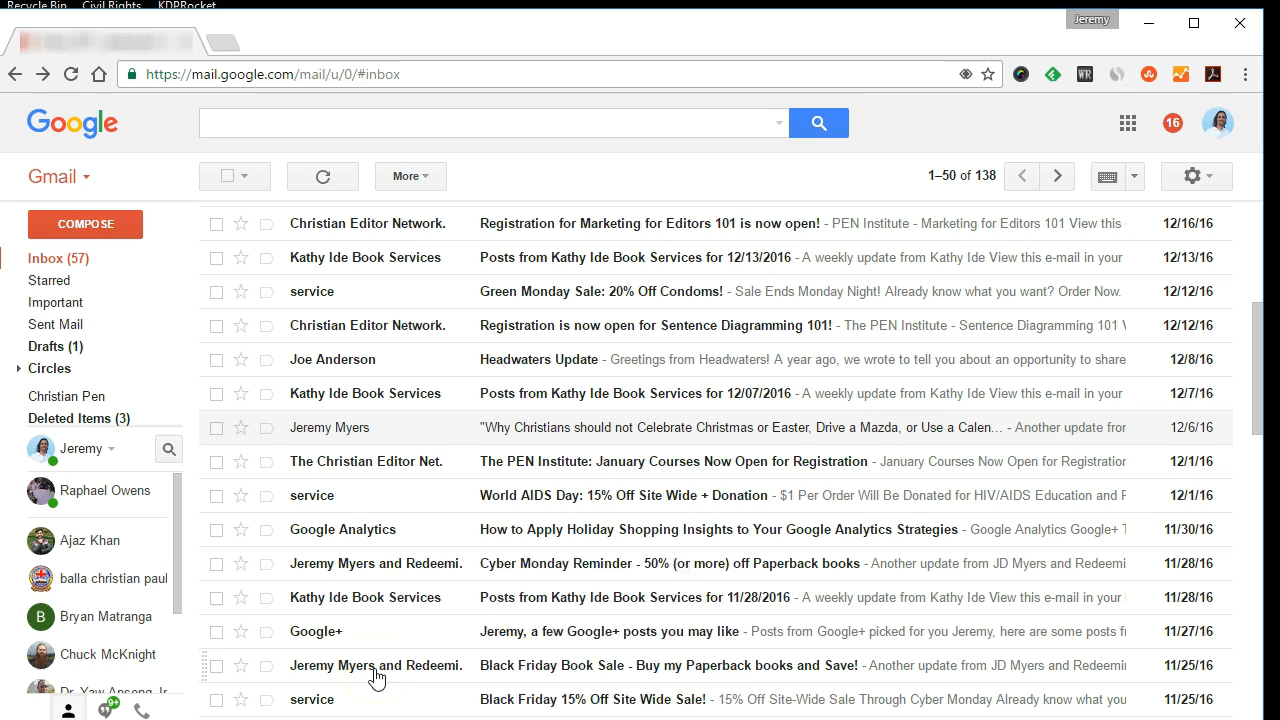 Recycle Bin Civil Rights KDPRocket
Jeremy
https://mail.google.com/mail/u/0/#inbox
WR
Google
16
Gmail
More
1–50 of 138
COMPOSE
Inbox (57)
Starred
Important
Sent Mail
Drafts (1)
Circles
Christian Pen
Deleted Items (3)
Jeremy
Raphael Owens
Ajaz Khan
balla christian paul
B Bryan Matranga
Chuck McKnight
Dr. Yaw Ansong Jr
9+
Christian Editor Network. Registration for Marketing for Editors 101 is now open! - PEN Institute - Marketing for Editors 101 View this 12/16/16
Kathy Ide Book Services Posts from Kathy Ide Book Services for 12/13/2016 - A weekly update from Kathy Ide View this e-mail in your 12/13/16
service Green Monday Sale: 20% Off Condoms! - Sale Ends Monday Night! Already know what you want? Order Now. 12/12/16
Christian Editor Network. Registration is now open for Sentence Diagramming 101! - The PEN Institute - Sentence Diagramming 101 12/12/16
Joe Anderson Headwaters Update - Greetings from Headwaters! A year ago, we wrote to tell you about an opportunity to share 12/8/16
Kathy Ide Book Services Posts from Kathy Ide Book Services for 12/07/2016 - A weekly update from Kathy Ide View this e-mail in your 12/7/16
Jeremy Myers "Why Christians should not Celebrate Christmas or Easter, Drive a Mazda, or Use a Calen... - Another update from 12/6/16
The Christian Editor Net. The PEN Institute: January Courses Now Open for Registration - January Courses Now Open for Registration 12/1/16
service World AIDS Day: 15% Off Site Wide + Donation - $1 Per Order Will Be Donated for HIV/AIDS Education and 12/1/16
Google Analytics How to Apply Holiday Shopping Insights to Your Google Analytics Strategies - Google Analytics Google+ 11/30/16
Jeremy Myers and Redeemi. Cyber Monday Reminder - 50% (or more) off Paperback books - Another update from JD Myers and Redeemi 11/28/16
Kathy Ide Book Services Posts from Kathy Ide Book Services for 11/28/2016 - A weekly update from Kathy Ide View this e-mail in your 11/28/16
Google+ Jeremy, a few Google+ posts you may like - Posts from Google+ picked for you Jeremy, here are some posts 11/27/16
Jeremy Myers and Redeemi. Black Friday Book Sale - Buy my Paperback books and Save! - Another update from JD Myers and Redeemi 11/25/16
service Black Friday 15% Off Site Wide Sale! - 15% Off Site-Wide Sale Through Cyber Monday Already know what you 11/25/16